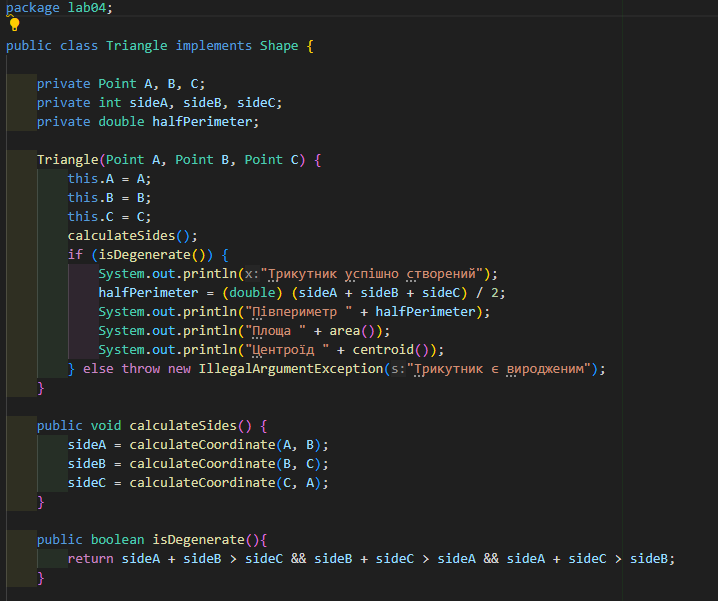 package lab04;
public class Triangle implements Shape {
private Point A, B, C;
private int sideA, sideB, sideC;
private double halfPerimeter;
Triangle(Point A, Point B, Point C) {
this.A = A;
this.B = B;
this.C = C;
calculateSides();
if (isDegenerate()) {
System.out.println(x:"Трикутник успішно створений");
halfPerimeter = (double) (sideA + sideB + sideC) / 2;
System.out.println("Півпериметр " + halfPerimeter);
System.out.println("Площа " + area());
System.out.println("Центроїд " + centroid());
} else throw new IllegalArgumentException(s:"Трикутник є виродженим");
}
public void calculateSides() {
sideA = calculateCoordinate(A, B);
sideB = calculateCoordinate(B, C);
sideC = calculateCoordinate(C, A);
}
public boolean isDegenerate(){
return sideA + sideB > sideC && sideB + sideC > sideA && sideA + sideC > sideB;
}